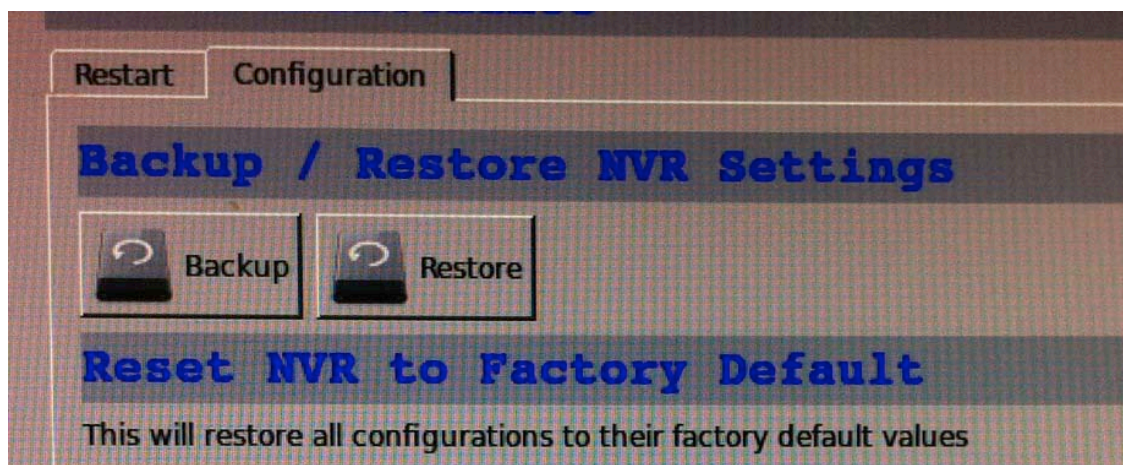 Restart Configuration
Backup / Restore NVR Settings
Backup Restore
Reset NVR to Factory Default
This will restore all configurations to their factory default values